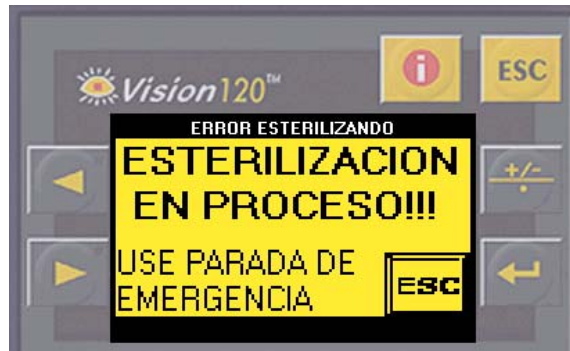 Vision120™
i
ESC
ERROR ESTERILIZANDO
ESTERILIZACION
EN PROCESO!!!
+/-
USE PARADA DE
EMERGENCIA
ESC